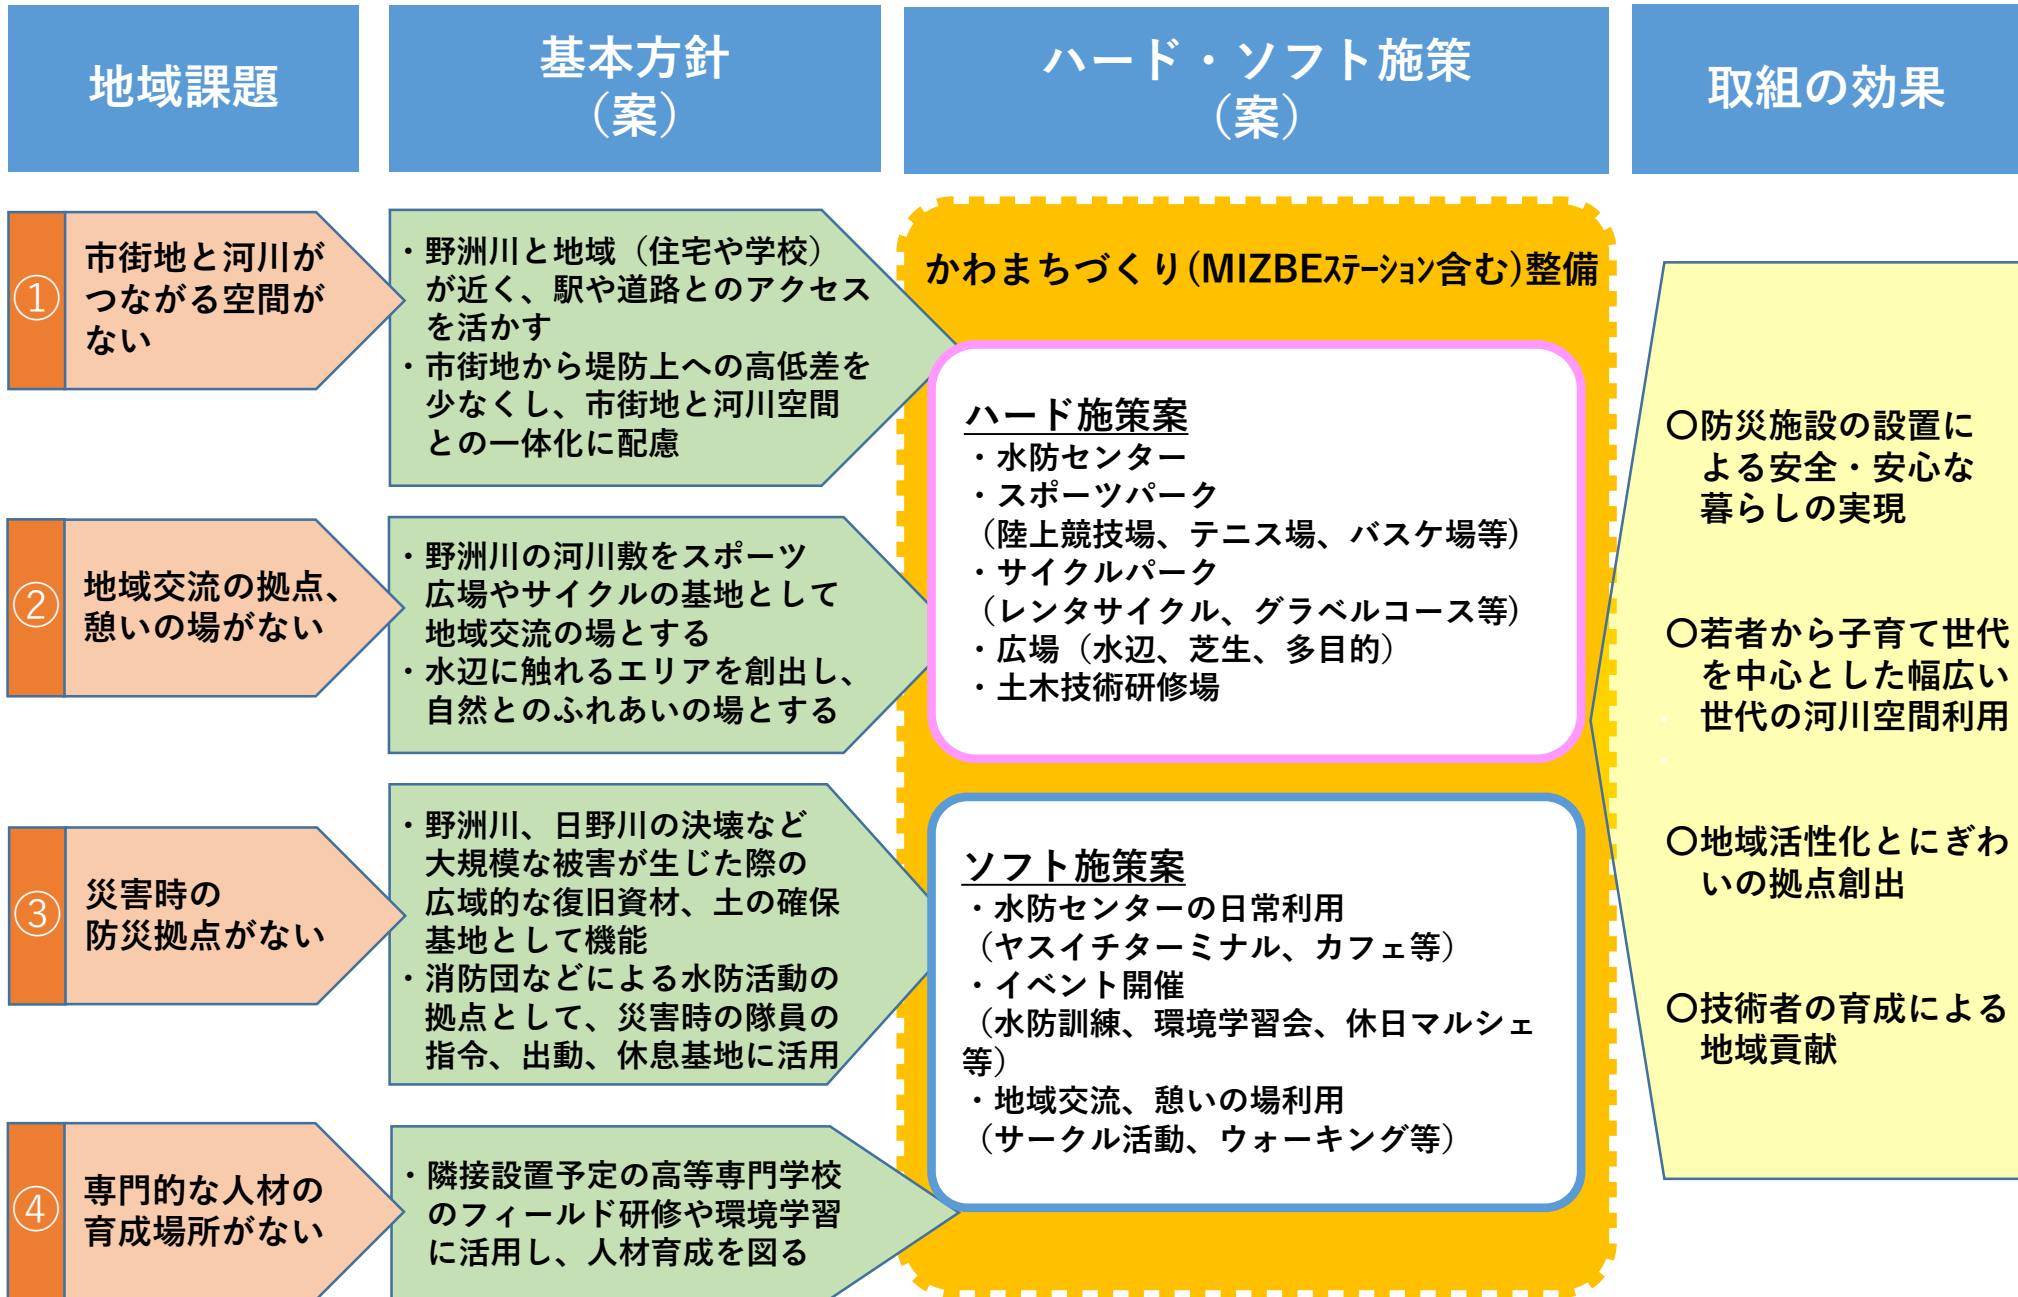 地域課題
基本方針
（案）
ハード・ソフト施策
（案）
取組の効果
①
市街地と河川が
つながる空間が
ない
・野洲川と地域（住宅や学校）
が近く、駅や道路とのアクセス
を活かす
・市街地から堤防上への高低差を
少なくし、市街地と河川空間
との一体化に配慮
②
地域交流の拠点、
憩いの場がない
・野洲川の河川敷をスポーツ
広場やサイクルの基地として
地域交流の場とする
・水辺に触れるエリアを創出し、
自然とのふれあいの場とする
③
災害時の
防災拠点がない
・野洲川、日野川の決壊など
大規模な被害が生じた際の
広域的な復旧資材、土の確保
基地として機能
・消防団などによる水防活動の
拠点として、災害時の隊員の
指令、出動、休息基地に活用
④
専門的な人材の
育成場所がない
・隣接設置予定の高等専門学校
のフィールド研修や環境学習
に活用し、人材育成を図る
かわまちづくり(MIZBEｽﾃｰｼｮﾝ含む)整備
ハード施策案
・水防センター
・スポーツパーク
（陸上競技場、テニス場、バスケ場等）
・サイクルパーク
（レンタサイクル、グラベルコース等）
・広場（水辺、芝生、多目的）
・土木技術研修場
ソフト施策案
・水防センターの日常利用
（ヤスイチターミナル、カフェ等）
・イベント開催
（水防訓練、環境学習会、休日マルシェ
等）
・地域交流、憩いの場利用
（サークル活動、ウォーキング等）
〇防災施設の設置に
よる安全・安心な
暮らしの実現
〇若者から子育て世代
を中心とした幅広い
世代の河川空間利用
〇地域活性化とにぎわ
いの拠点創出
〇技術者の育成による
地域貢献